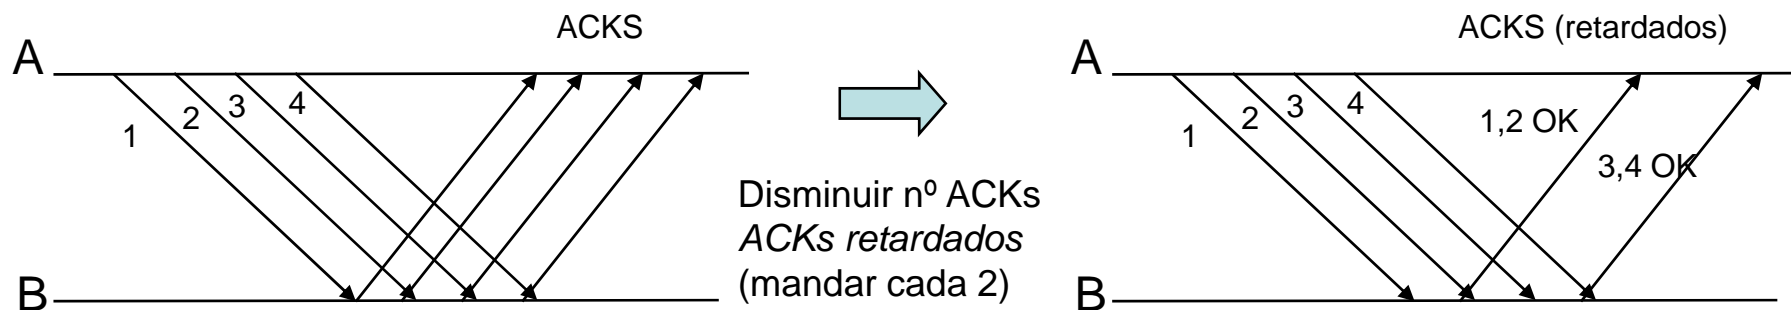 ACKS
A
1
2
3
4
B
Disminuir nº ACKs
ACKs retardados
(mandar cada 2)
ACKS (retardados)
A
1
2
3
4
1,2 OK
3,4 OK
B